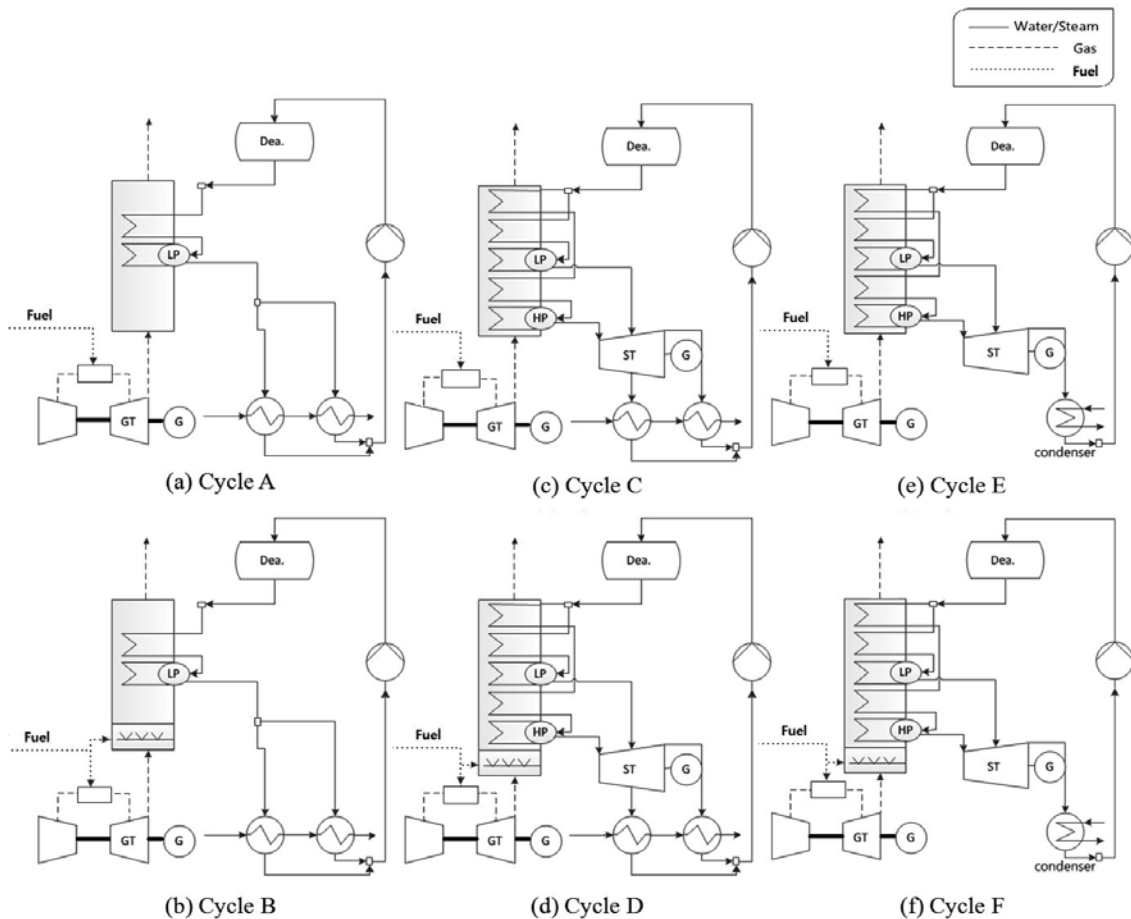 Water/Steam
Gas
Fuel
Dea.
LP
Fuel
GT
G
(a) Cycle A
Dea.
LP
HP
Fuel
ST
G
GT
G
(c) Cycle C
Dea.
LP
HP
Fuel
ST
G
GT
G
condenser
(e) Cycle E
Dea.
LP
Fuel
GT
G
(b) Cycle B
Dea.
LP
HP
Fuel
ST
G
GT
G
(d) Cycle D
Dea.
LP
HP
Fuel
ST
G
GT
G
condenser
(f) Cycle F